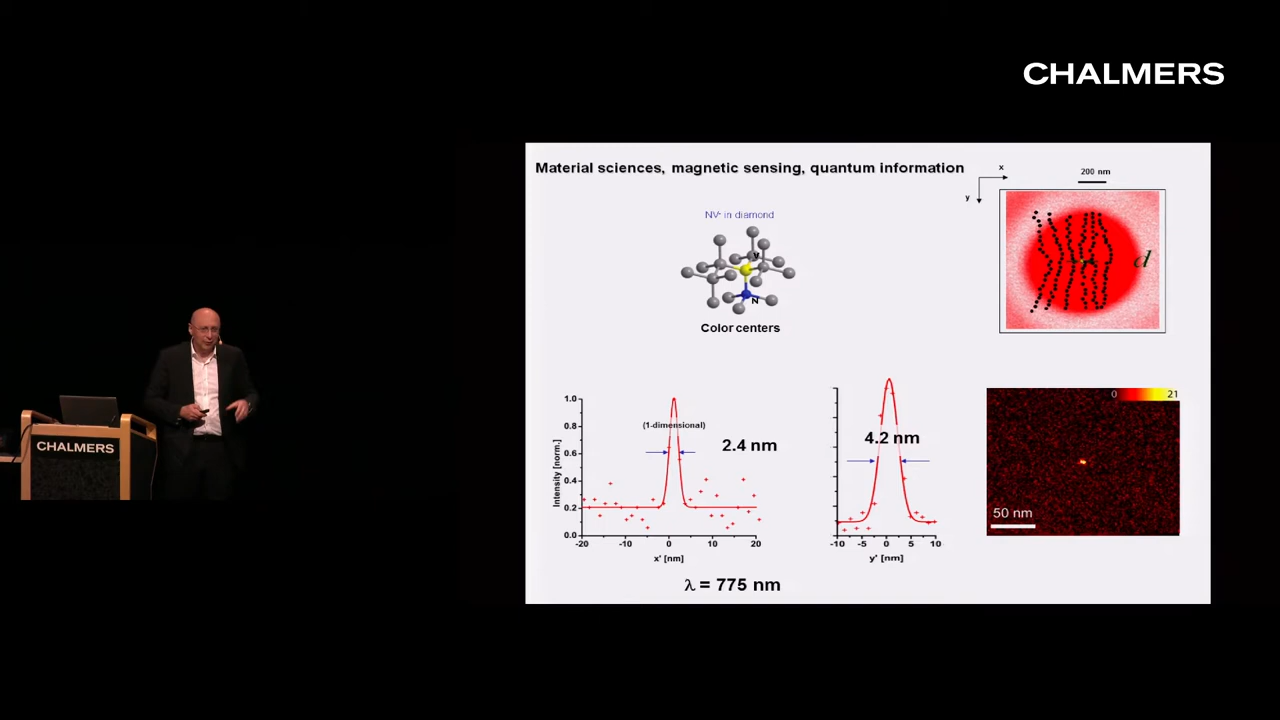 CHALMERS
Material sciences, magnetic sensing, quantum information
x
y
200 nm
NV- in diamond
V
N
Color centers
d
Intensity [norm.]
1.0
0.8
0.6
0.4
0.2
0.0
(1-dimensional)
2.4 nm
-20 -10 0 10 20
x' [nm]
4.2 nm
-10 -5 0 5 10
y' [nm]
0 21
50 nm
λ = 775 nm
CHALMERS